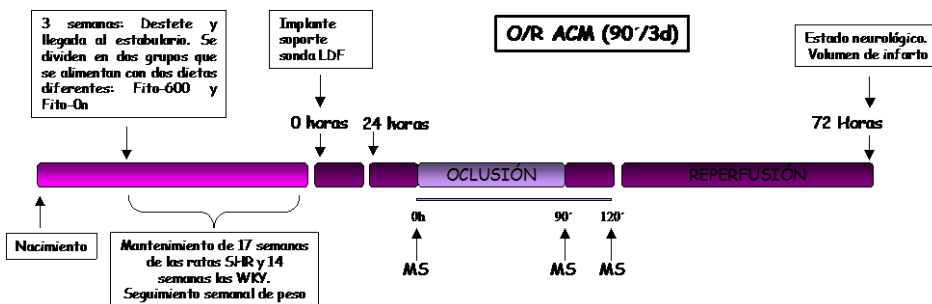 3 semanas: Destete y
llegada al estabulario. Se
dividen en dos grupos que
se alimentan con dos dietas
diferentes: Fito-600 y
Fito-0n
Implante
soporte
sonda LDF
O/R ACM (90´/3d)
Estado neurológico.
Volumen de infarto
0 horas
24 horas
72 Horas
OCLUSIÓN
REPERFUSIÓN
0h
90´
120´
Nacimiento
Mantenimiento de 17 semanas
de las ratas SHR y 14
semanas las WKY.
Seguimiento semanal de peso
MS
MS
MS